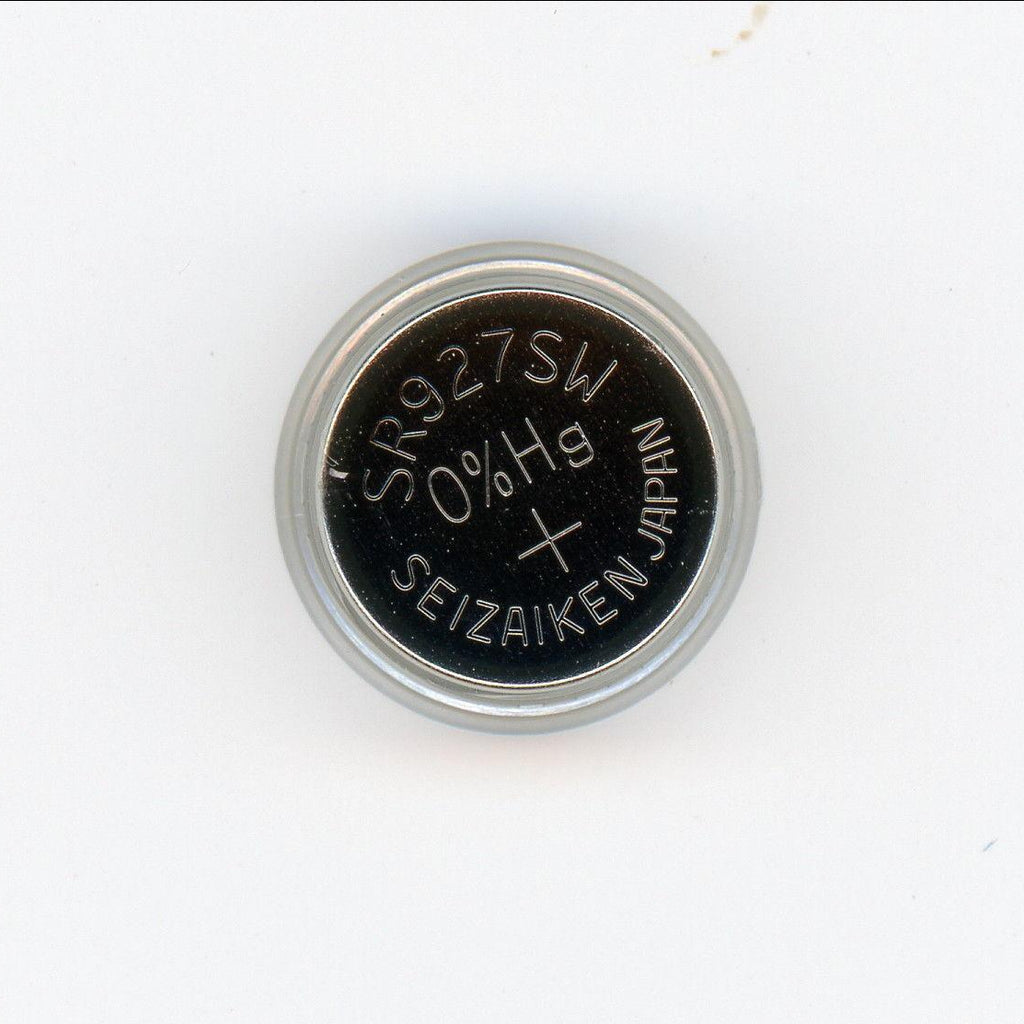 SR927SW
0%Hg
+
SEIZAIKEN JAPAN